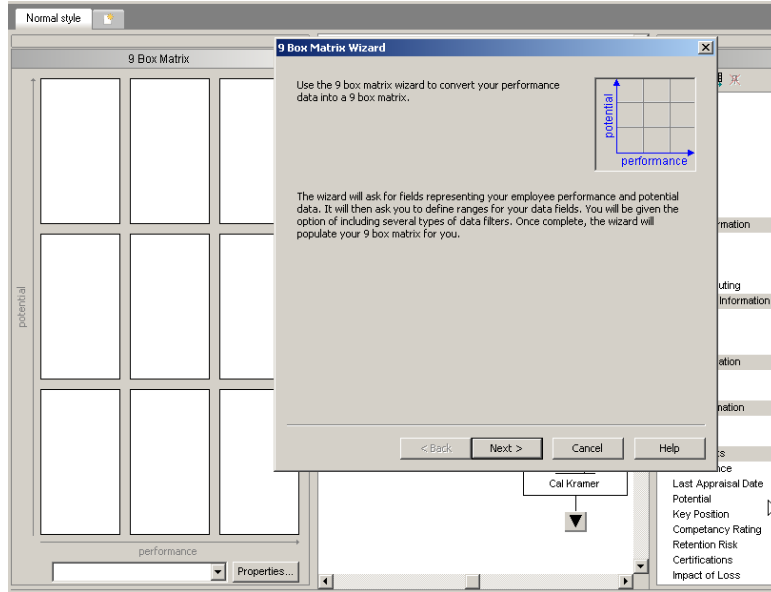 Normal style
9 Box Matrix
potential
performance
Properties...
9 Box Matrix Wizard
Use the 9 box matrix wizard to convert your performance
data into a 9 box matrix.
potential
performance
The wizard will ask for fields representing your employee performance and potential
data. It will then ask you to define ranges for your data fields. You will be given the
option of including several types of data filters. Once complete, the wizard will
populate your 9 box matrix for you.
< Back
Next >
Cancel
Help
Cal Kramer
Information
Last Appraisal Date
Potential
Key Position
Competancy Rating
Retention Risk
Certifications
Impact of Loss